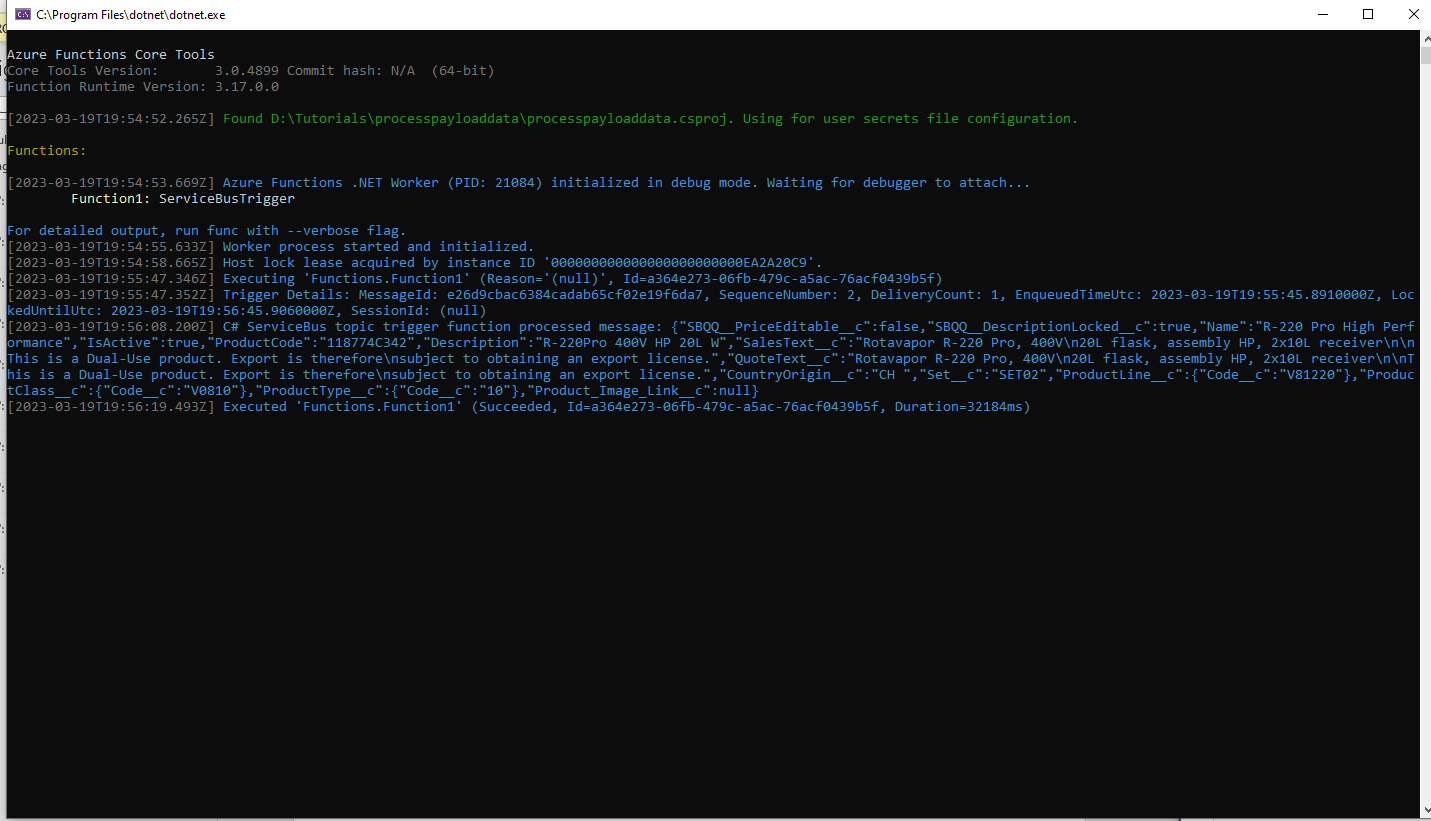 C:\Program Files\dotnet\dotnet.exe
Azure Functions Core Tools
Core Tools Version:       3.0.4899 Commit hash: N/A  (64-bit)
Function Runtime Version: 3.17.0.0
[2023-03-19T19:54:52.265Z] Found D:\Tutorials\processpayloaddata\processpayloaddata.csproj. Using for user secrets file configuration.
Functions:
[2023-03-19T19:54:53.669Z] Azure Functions .NET Worker (PID: 21084) initialized in debug mode. Waiting for debugger to attach...
Function1: ServiceBusTrigger
For detailed output, run func with --verbose flag.
[2023-03-19T19:54:55.633Z] Worker process started and initialized.
[2023-03-19T19:54:58.665Z] Host lock lease acquired by instance ID '000000000000000000000000EA2A20C9'.
[2023-03-19T19:55:47.346Z] Executing 'Functions.Function1' (Reason='(null)', Id=a364e273-06fb-479c-a5ac-76acf0439b5f)
[2023-03-19T19:55:47.352Z] Trigger Details: MessageId: e26d9cbac6384cadab65cf02e19f6da7, SequenceNumber: 2, DeliveryCount: 1, EnqueuedTimeUtc: 2023-03-19T19:55:45.8910000Z, Loc
kedUntilUtc: 2023-03-19T19:56:45.9060000Z, SessionId: (null)
[2023-03-19T19:56:08.200Z] C# ServiceBus topic trigger function processed message: {"SBQQ__PriceEditable__c":false,"SBQQ__DescriptionLocked__c":true,"Name":"R-220 Pro High Perf
ormance","IsActive":true,"ProductCode":"118774C342","Description":"R-220Pro 400V HP 20L W","SalesText__c":"Rotavapor R-220 Pro, 400V\n20L flask, assembly HP, 2x10L receiver\n\n
This is a Dual-Use product. Export is therefore\nsubject to obtaining an export license.","QuoteText__c":"Rotavapor R-220 Pro, 400V\n20L flask, assembly HP, 2x10L receiver\n\nT
his is a Dual-Use product. Export is therefore\nsubject to obtaining an export license.","CountryOrigin__c":"CH ","Set__c":"SET02","ProductLine__c":{"Code__c":"V81220"},"Produc
tClass__c":{"Code__c":"V0810"},"ProductType__c":{"Code__c":"10"},"Product_Image_Link__c":null}
[2023-03-19T19:56:19.493Z] Executed 'Functions.Function1' (Succeeded, Id=a364e273-06fb-479c-a5ac-76acf0439b5f, Duration=32184ms)